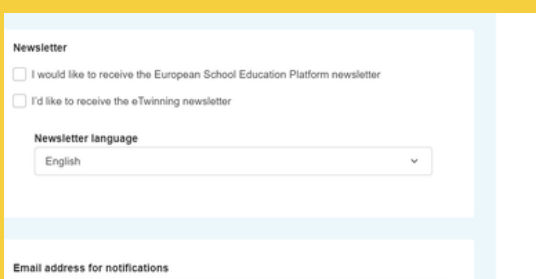 Newsletter
I would like to receive the European School Education Platform newsletter
I'd like to receive the eTwinning newsletter
Newsletter language
English
Email address for notifications